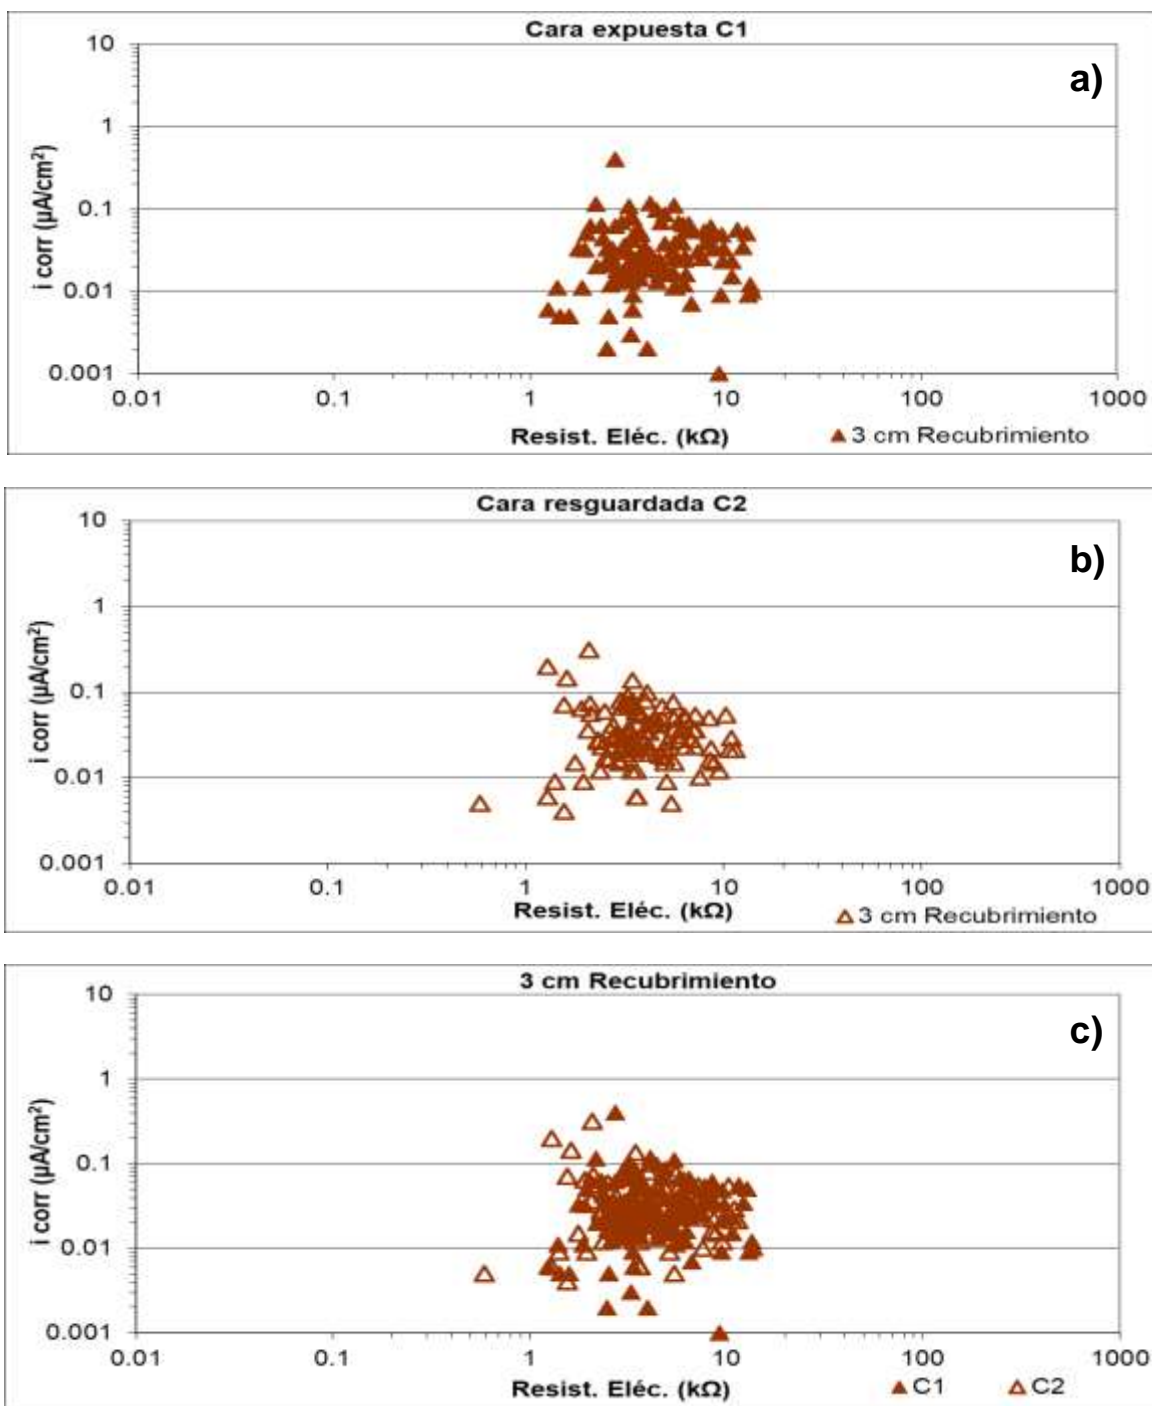 Cara expuesta C1
a)
10
1
0.1
0.01
0.001
i corr (µA/cm²)
0.01 0.1 1 10 100 1000
Resist. Eléc. (kΩ)
3 cm Recubrimiento
Cara resguardada C2
b)
10
1
0.1
0.01
0.001
i corr (µA/cm²)
0.01 0.1 1 10 100 1000
Resist. Eléc. (kΩ)
3 cm Recubrimiento
3 cm Recubrimiento
c)
10
1
0.1
0.01
0.001
i corr (µA/cm²)
0.01 0.1 1 10 100 1000
Resist. Eléc. (kΩ)
C1 C2